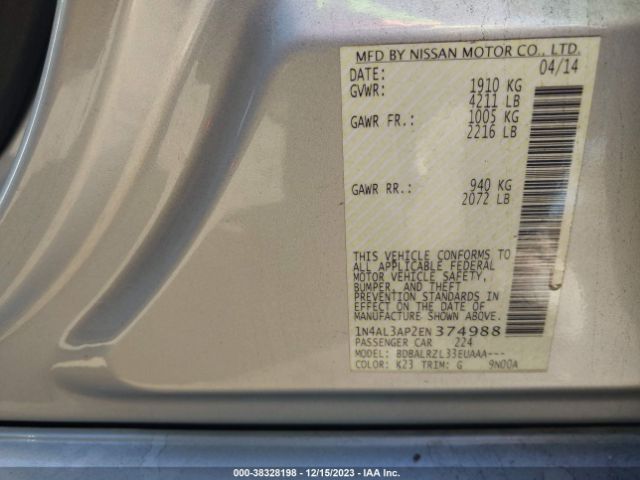 MFD BY NISSAN MOTOR CO., LTD.
DATE: 04/14
GVWR: 1910 KG
4211 LB
GAWR FR.: 1005 KG
2216 LB
GAWR RR.: 940 KG
2072 LB
THIS VEHICLE CONFORMS TO
ALL APPLICABLE FEDERAL
MOTOR VEHICLE SAFETY,
BUMPER, AND THEFT
PREVENTION STANDARDS IN
EFFECT ON THE DATE OF
MANUFACTURE SHOWN ABOVE.
1N4AL3AP2EN374988
PASSENGER CAR 224
MODEL: BDBALRZL33EUAAA---
COLOR: K23 TRIM: G 9N00A
000-38328198 - 12/15/2023 - IAA Inc.